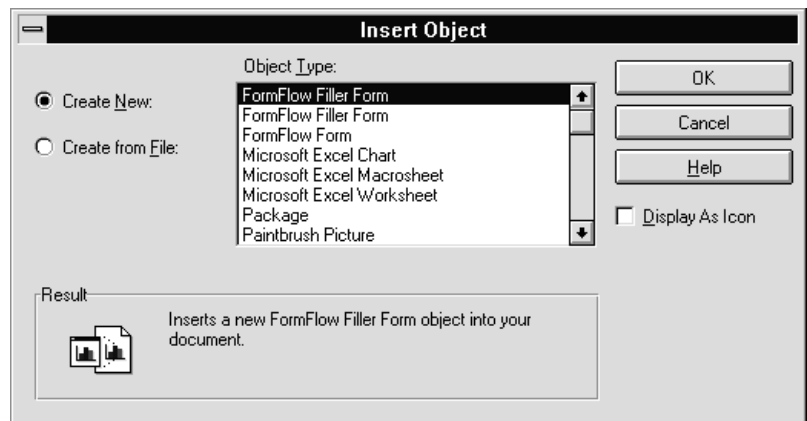 Insert Object
Object Type:
Create New:
Create from File:
FormFlow Filler Form
FormFlow Filler Form
FormFlow Form
Microsoft Excel Chart
Microsoft Excel Macrosheet
Microsoft Excel Worksheet
Package
Paintbrush Picture
OK
Cancel
Help
Display As Icon
Result
Inserts a new FormFlow Filler Form object into your
document.